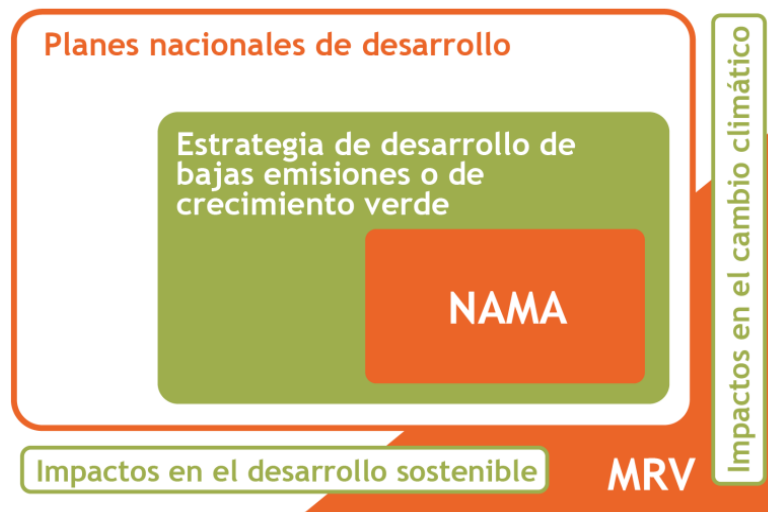 Planes nacionales de desarrollo
Estrategia de desarrollo de
bajas emisiones o de
crecimiento verde
NAMA
Impactos en el desarrollo sostenible
MRV
Impactos en el cambio climático